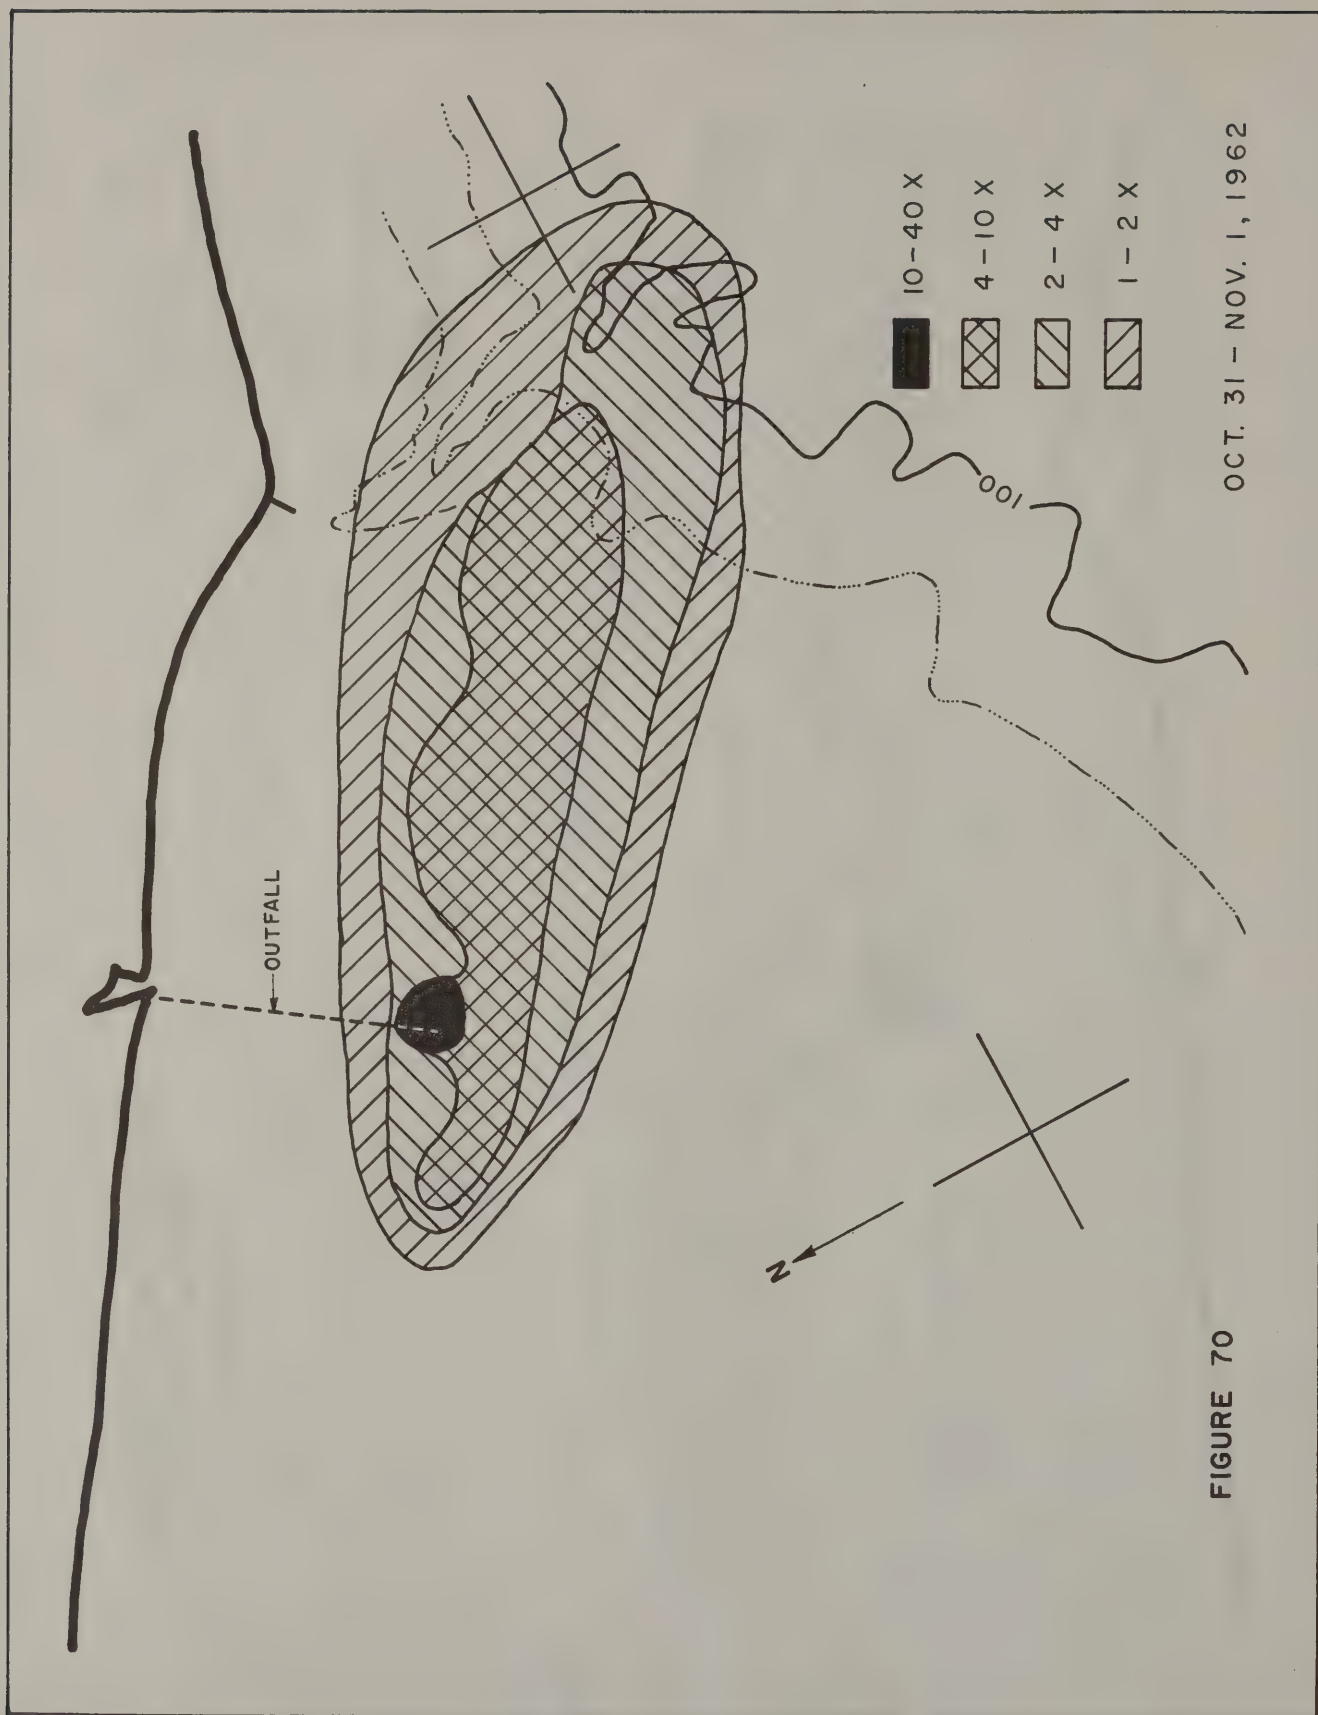 OUTFALL
10-40 X
4-10 X
2-4 X
1-2 X
100
N
OCT. 31 - NOV. 1, 1962
FIGURE 70